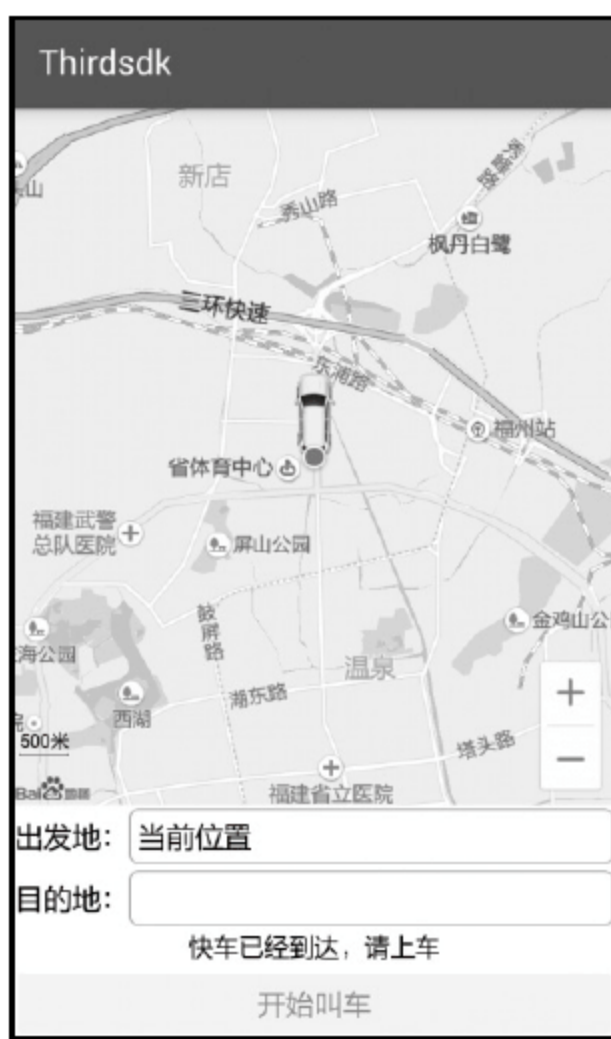 Thirdsdk
新店
秀山路
枫丹白鹭
三环快速
东浦路
福州站
省体育中心
福建武警
总队医院
屏山公园
鼓屏路
金鸡山公
海公园
温泉
湖东路
西湖
500米
塔头路
福建省立医院
出发地：
当前位置
目的地：
快车已经到达，请上车
开始叫车